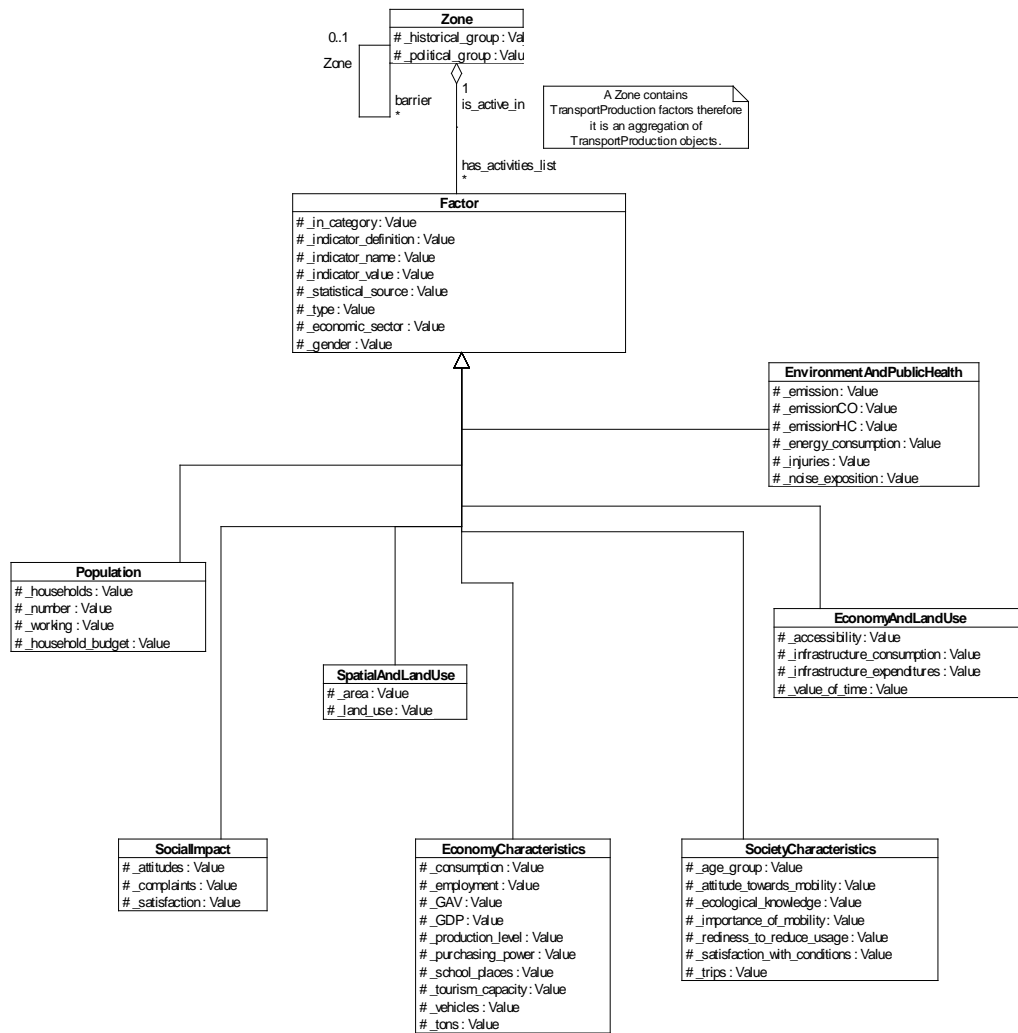 Zone
# _historical_group : Val
# _political_group : Valu
0..1
Zone
barrier
*
1
is_active_in
A Zone contains
TransportProduction factors therefore
it is an aggregation of
TransportProduction objects.
has_activities_list
*
Factor
# _in_category : Value
# _indicator_definition : Value
# _indicator_name : Value
# _indicator_value : Value
# _statistical_source : Value
# _type : Value
# _economic_sector : Value
# _gender : Value
EnvironmentAndPublicHealth
# _emission : Value
# _emissionCO : Value
# _emissionHC : Value
# _energy_consumption : Value
# _injuries : Value
# _noise_exposition : Value
Population
# _households : Value
# _number : Value
# _working : Value
# _household_budget : Value
EconomyAndLandUse
# _accessibility : Value
# _infrastructure_consumption : Value
# _infrastructure_expenditures : Value
# _value_of_time : Value
SpatialAndLandUse
# _area : Value
# _land_use : Value
SocialImpact
# _attitudes : Value
# _complaints : Value
# _satisfaction : Value
EconomyCharacteristics
# _consumption : Value
# _employment : Value
# _GAV : Value
# _GDP : Value
# _production_level : Value
# _purchasing_power : Value
# _school_places : Value
# _tourism_capacity : Value
# _vehicles : Value
# _tons : Value
SocietyCharacteristics
# _age_group : Value
# _attitude_towards_mobility : Value
# _ecological_knowledge : Value
# _importance_of_mobility : Value
# _rediness_to_reduce_usage : Value
# _satisfaction_with_conditions : Value
# _trips : Value